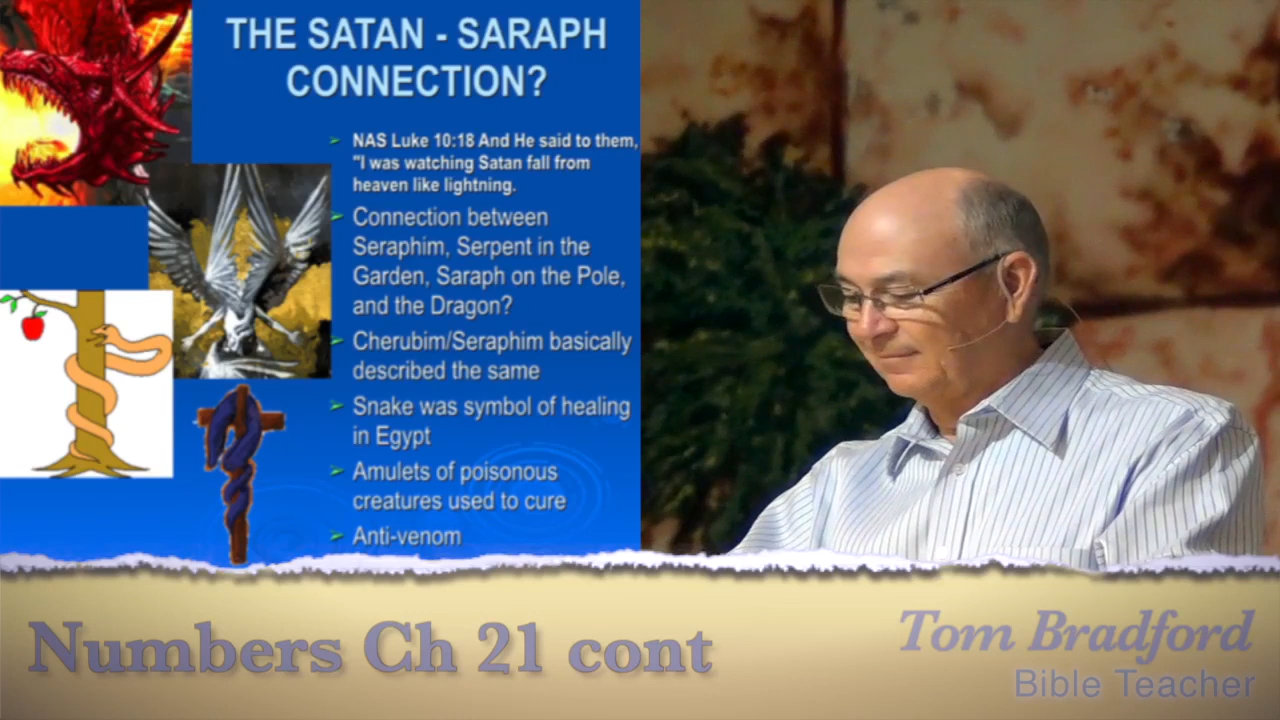 THE SATAN - SARAPH
CONNECTION?
➢ NAS Luke 10:18 And He said to them,
"I was watching Satan fall from
heaven like lightning.
➢ Connection between
Seraphim, Serpent in the
Garden, Saraph on the Pole,
and the Dragon?
➢ Cherubim/Seraphim basically
described the same
➢ Snake was symbol of healing
in Egypt
➢ Amulets of poisonous
creatures used to cure
➢ Anti-venom
Numbers Ch 21 cont
Tom Bradford
Bible Teacher